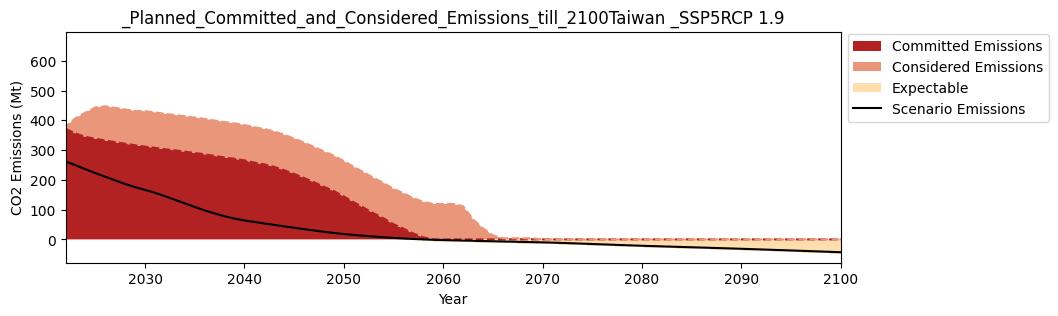 _Planned_Committed_and_Considered_Emissions_till_2100Taiwan _SSP5RCP 1.9
CO2 Emissions (Mt)
600
500
400
300
200
100
0
2030 2040 2050 2060 2070 2080 2090 2100
Year
Committed Emissions
Considered Emissions
Expectable
Scenario Emissions